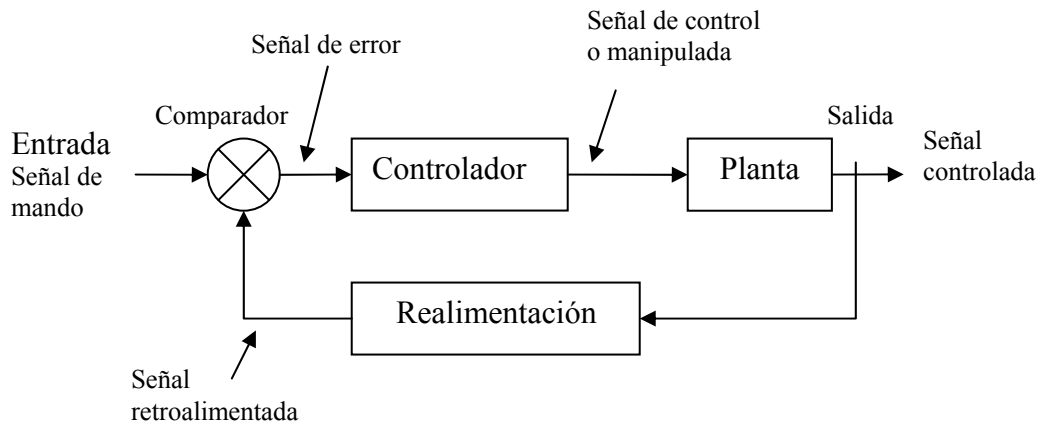 Señal de error
Señal de control
o manipulada
Comparador
Salida
Entrada
Señal de
mando
Controlador
Planta
Señal
controlada
Realimentación
Señal
retroalimentada